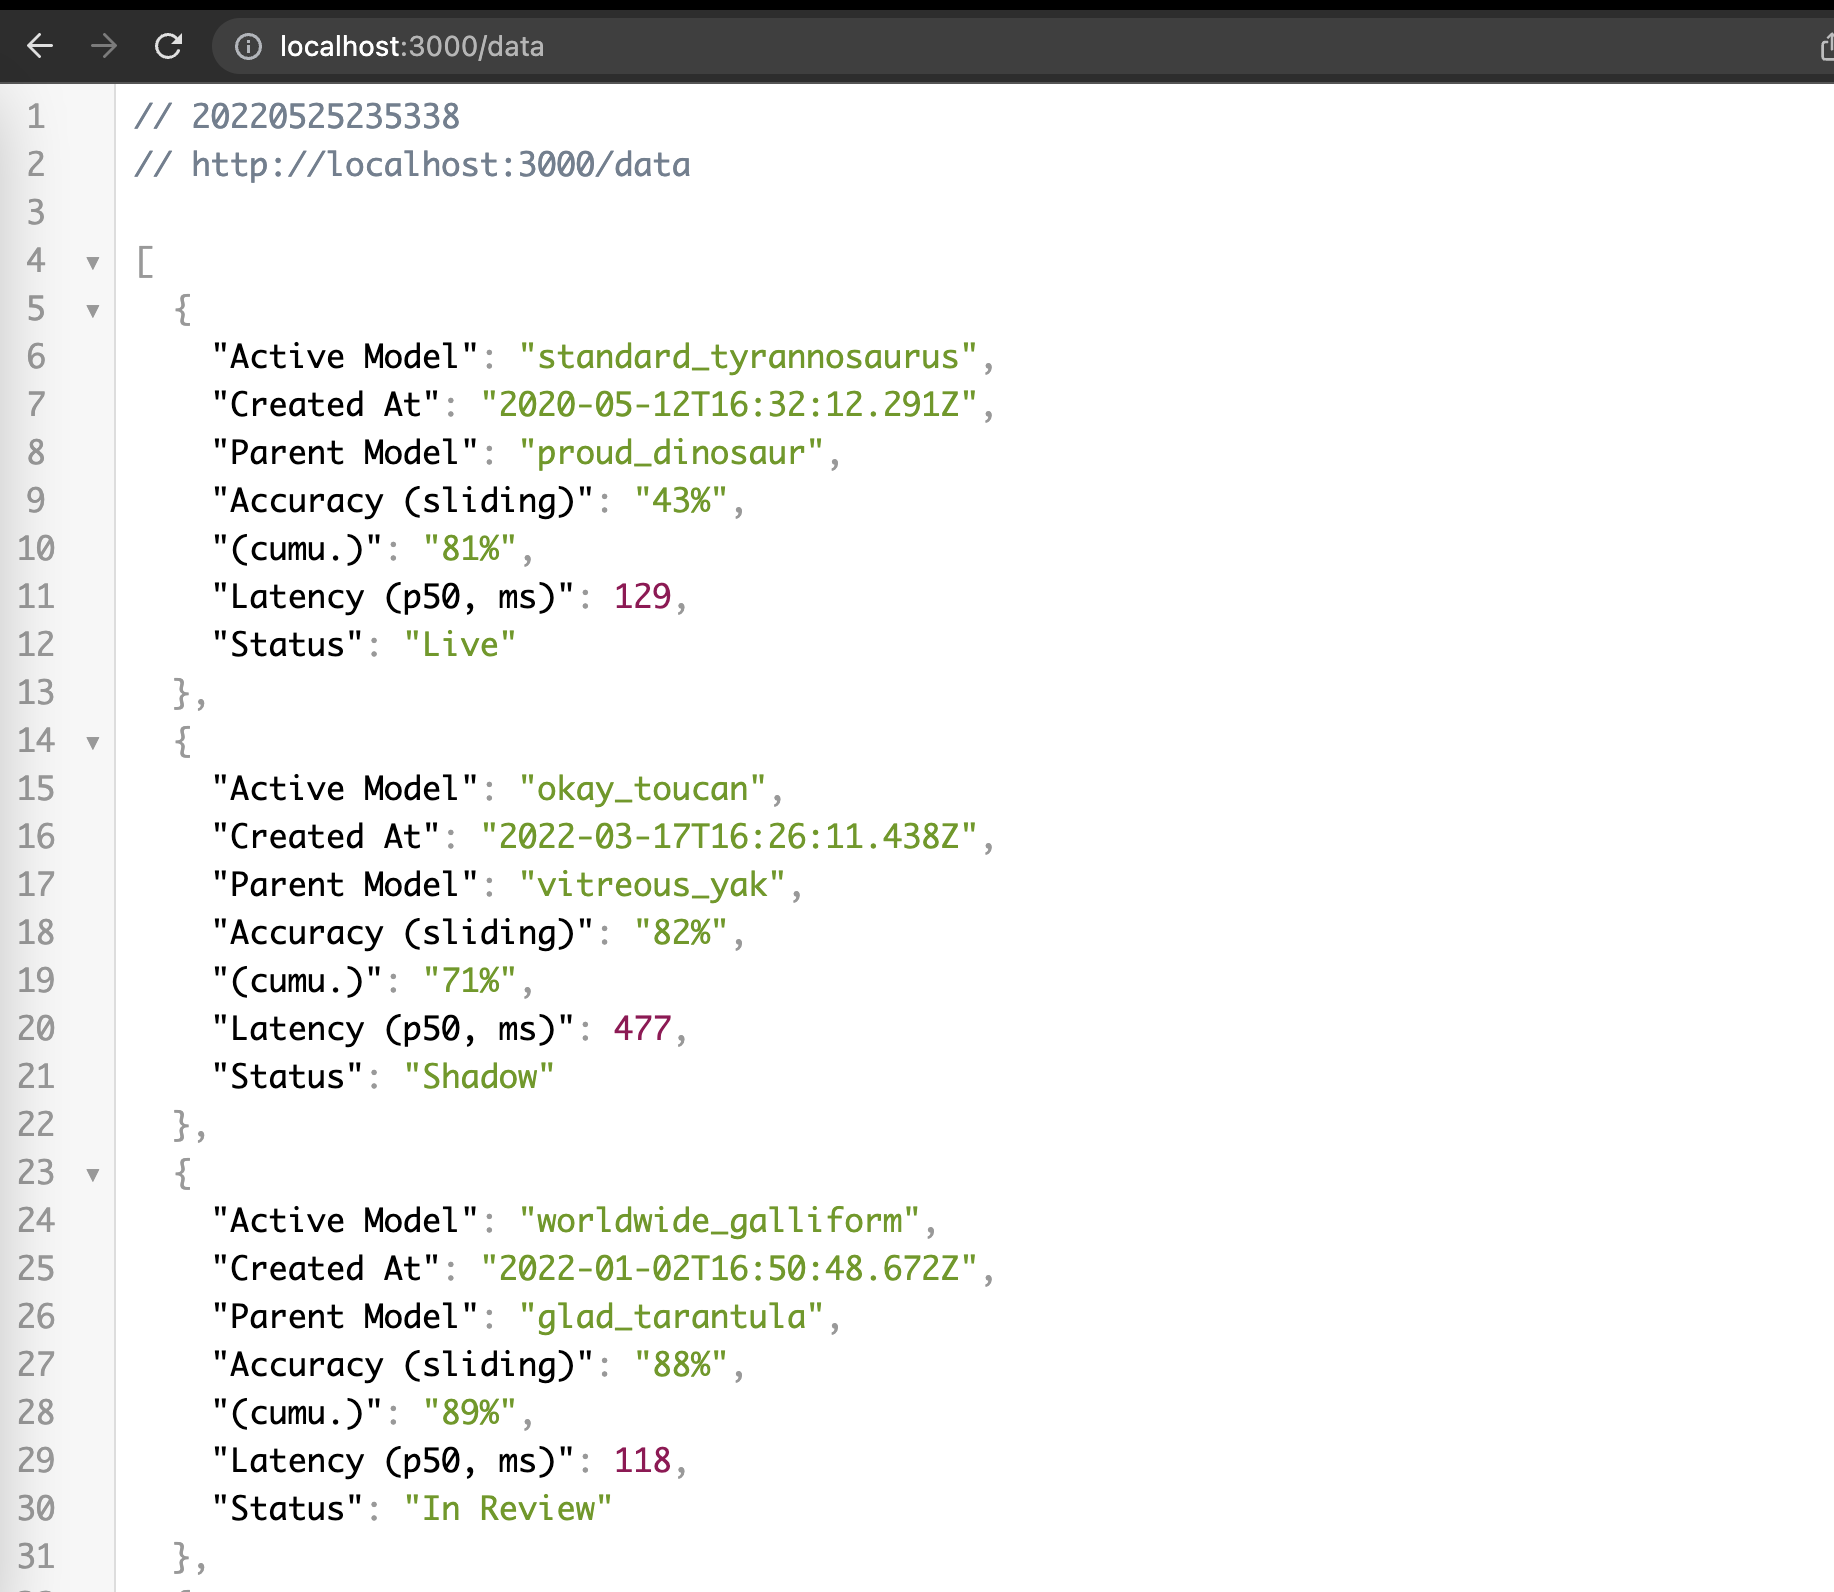 localhost:3000/data
1 // 20220525235338
2 // http://localhost:3000/data
3
4 [
5 {
6 "Active Model": "standard_tyrannosaurus",
7 "Created At": "2020-05-12T16:32:12.291Z",
8 "Parent Model": "proud_dinosaur",
9 "Accuracy (sliding)": "43%",
10 "(cumu.)": "81%",
11 "Latency (p50, ms)": 129,
12 "Status": "Live"
13 },
14 {
15 "Active Model": "okay_toucan",
16 "Created At": "2022-03-17T16:26:11.438Z",
17 "Parent Model": "vitreous_yak",
18 "Accuracy (sliding)": "82%",
19 "(cumu.)": "71%",
20 "Latency (p50, ms)": 477,
21 "Status": "Shadow"
22 },
23 {
24 "Active Model": "worldwide_galliform",
25 "Created At": "2022-01-02T16:50:48.672Z",
26 "Parent Model": "glad_tarantula",
27 "Accuracy (sliding)": "88%",
28 "(cumu.)": "89%",
29 "Latency (p50, ms)": 118,
30 "Status": "In Review"
31 },